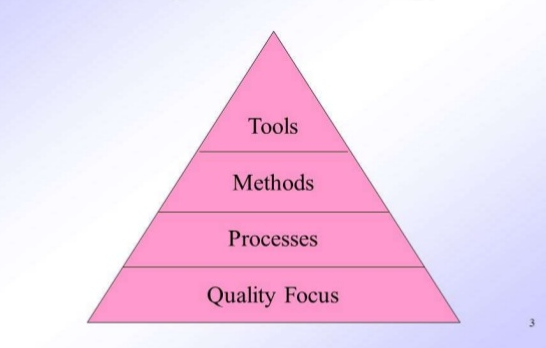 Tools
Methods
Processes
Quality Focus
3